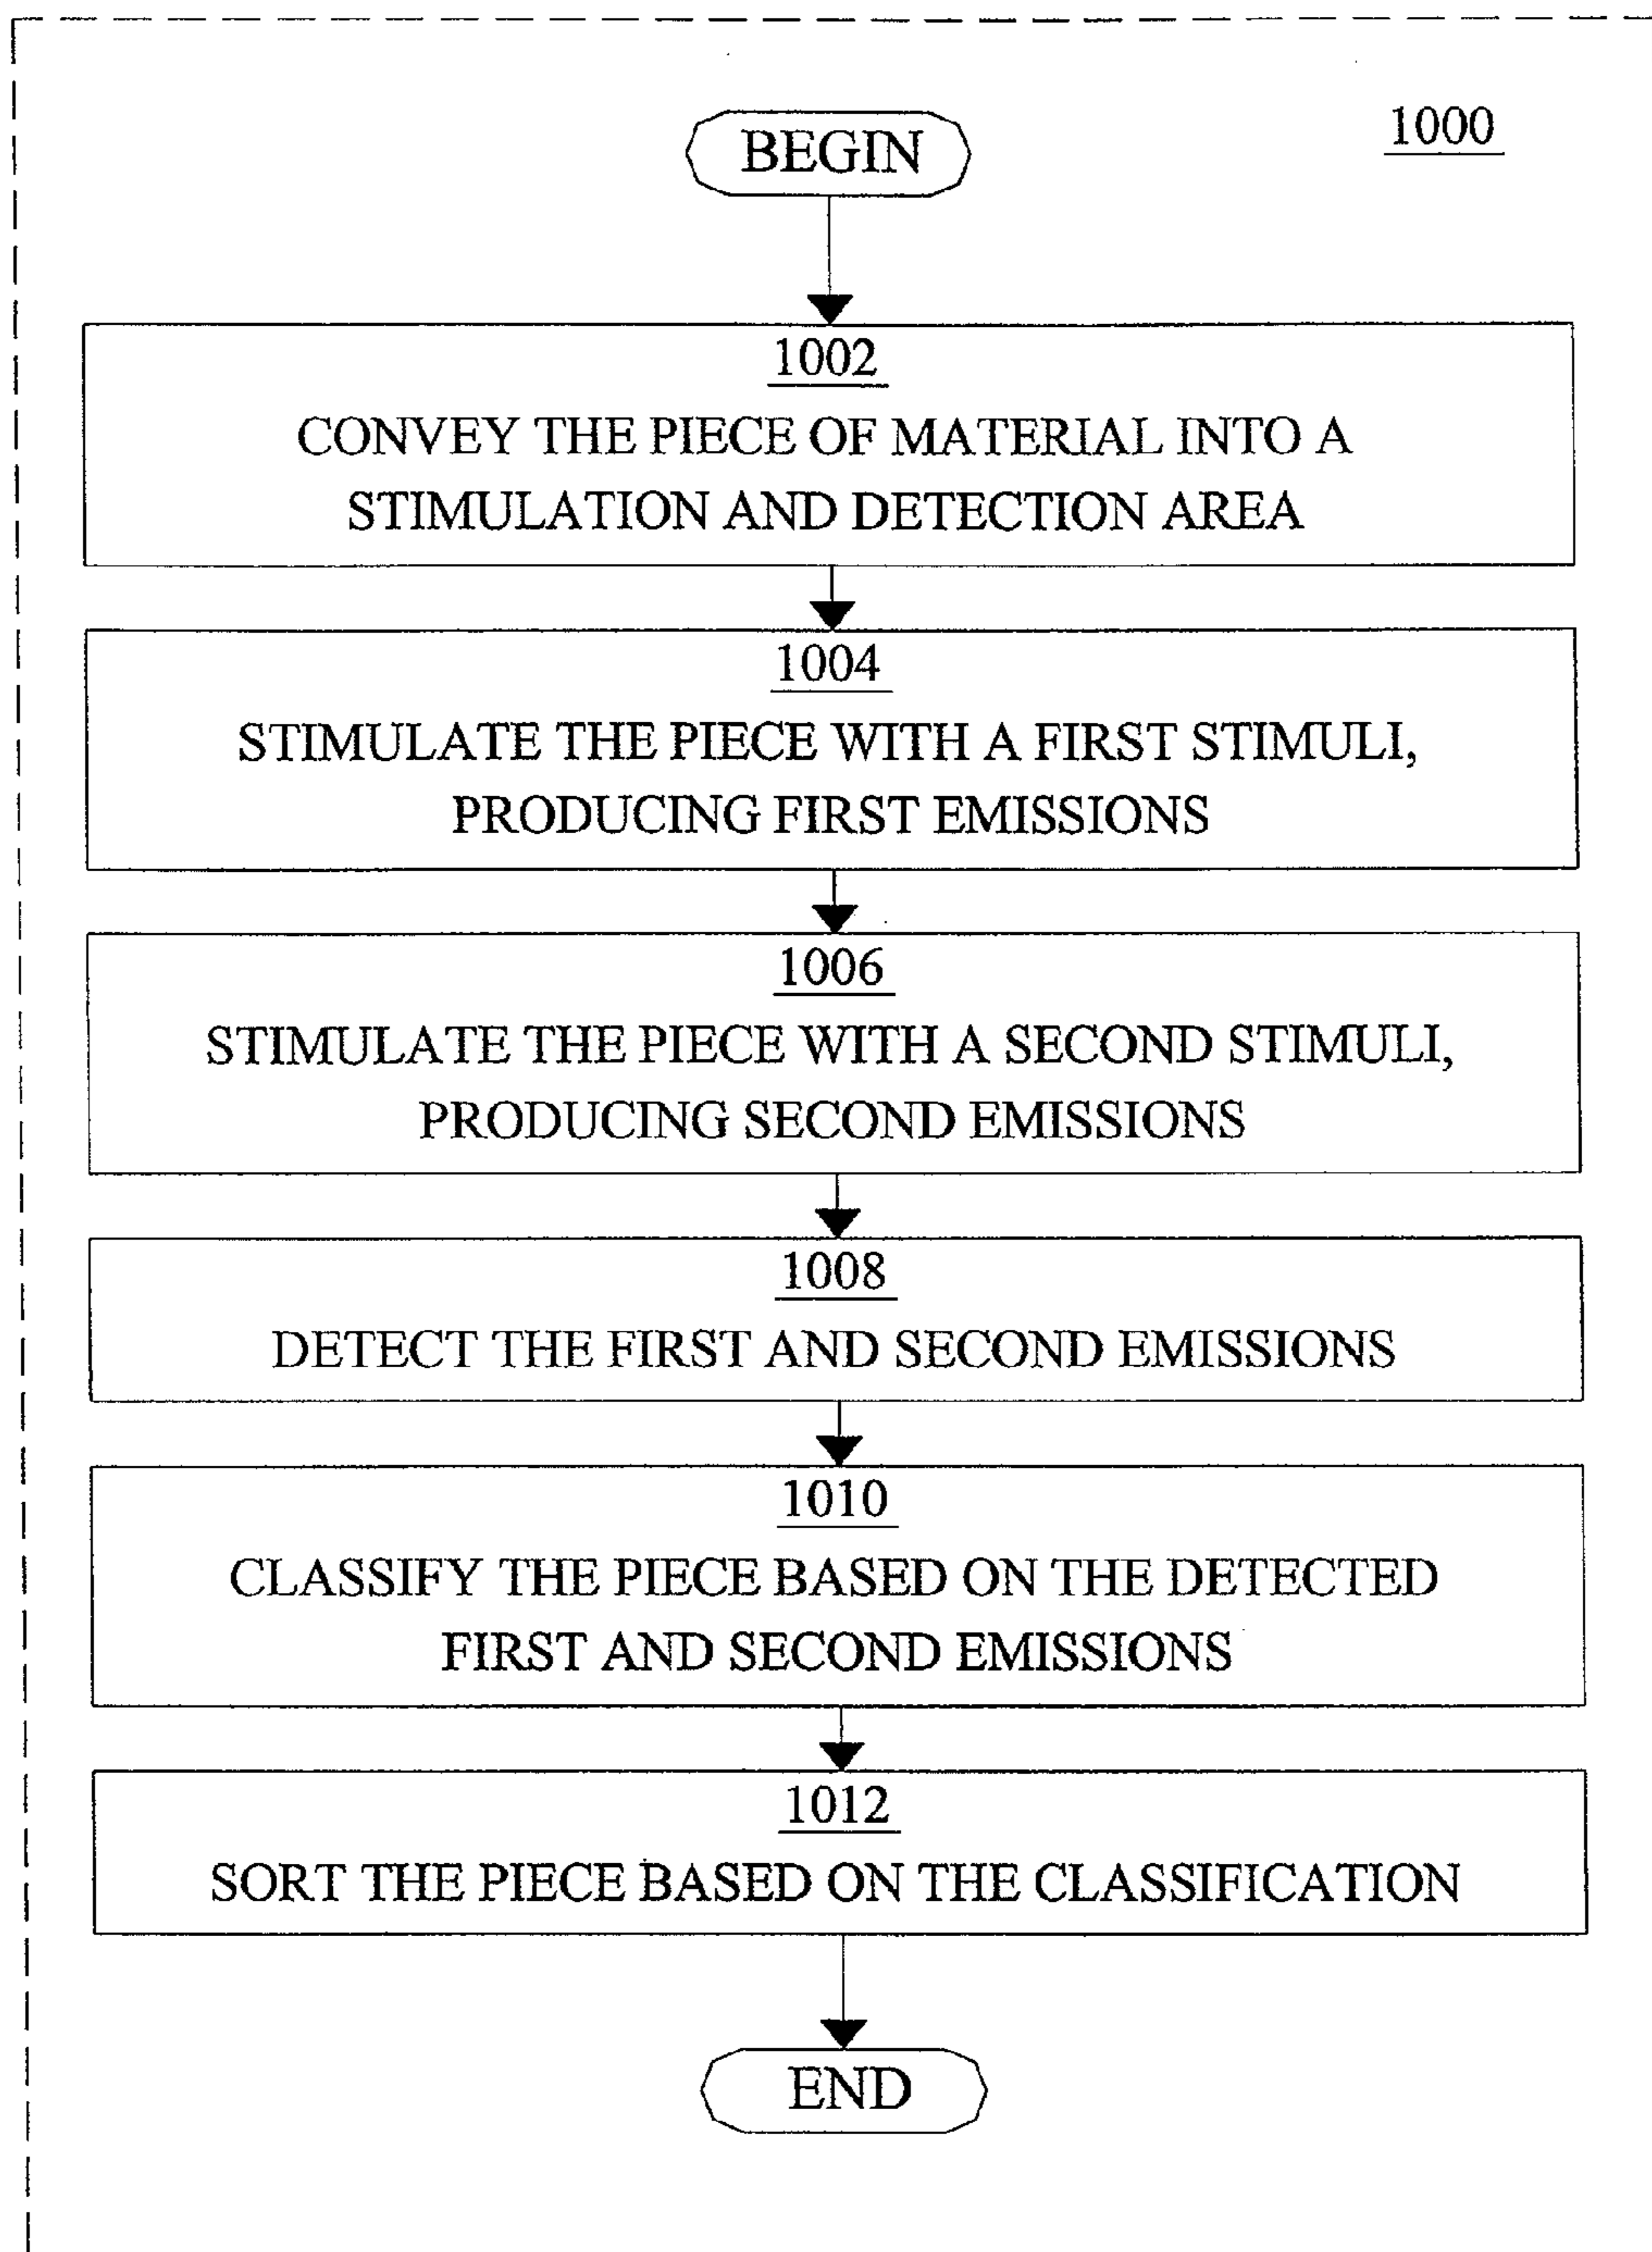 1000
BEGIN
1002
CONVEY THE PIECE OF MATERIAL INTO A
STIMULATION AND DETECTION AREA
1004
STIMULATE THE PIECE WITH A FIRST STIMULI,
PRODUCING FIRST EMISSIONS
1006
STIMULATE THE PIECE WITH A SECOND STIMULI,
PRODUCING SECOND EMISSIONS
1008
DETECT THE FIRST AND SECOND EMISSIONS
1010
CLASSIFY THE PIECE BASED ON THE DETECTED
FIRST AND SECOND EMISSIONS
1012
SORT THE PIECE BASED ON THE CLASSIFICATION
END